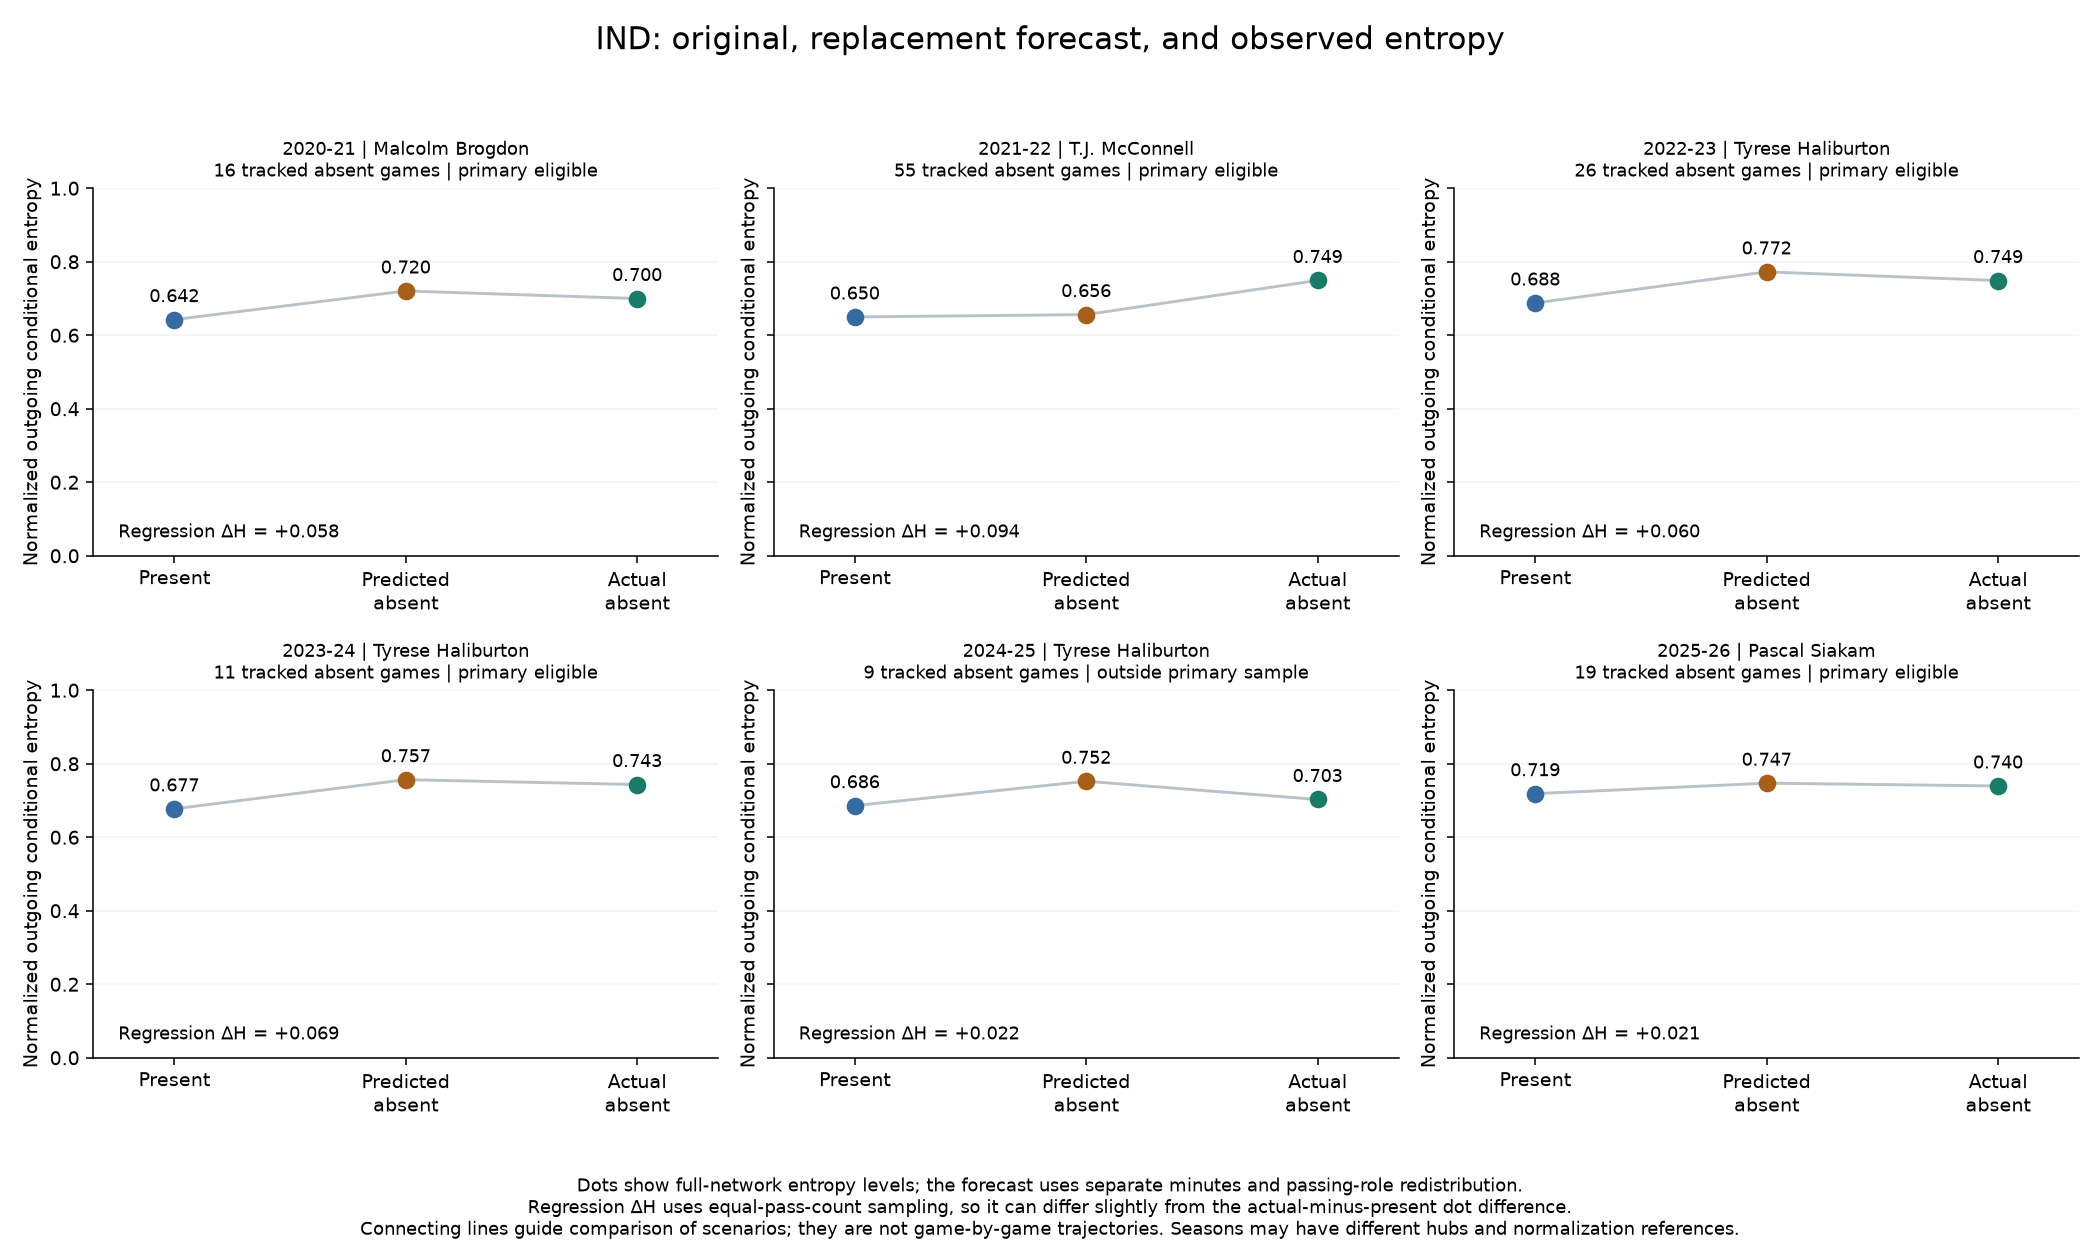 IND: original, replacement forecast, and observed entropy
2020-21 | Malcolm Brogdon
16 tracked absent games | primary eligible
Normalized outgoing conditional entropy
1.0
0.8
0.6
0.4
0.2
0.0
0.642
0.720
0.700
Regression ΔH = +0.058
Present
Predicted
absent
Actual
absent
2021-22 | T.J. McConnell
55 tracked absent games | primary eligible
Normalized outgoing conditional entropy
0.650
0.656
0.749
Regression ΔH = +0.094
Present
Predicted
absent
Actual
absent
2022-23 | Tyrese Haliburton
26 tracked absent games | primary eligible
Normalized outgoing conditional entropy
0.688
0.772
0.749
Regression ΔH = +0.060
Present
Predicted
absent
Actual
absent
2023-24 | Tyrese Haliburton
11 tracked absent games | primary eligible
Normalized outgoing conditional entropy
1.0
0.8
0.6
0.4
0.2
0.0
0.677
0.757
0.743
Regression ΔH = +0.069
Present
Predicted
absent
Actual
absent
2024-25 | Tyrese Haliburton
9 tracked absent games | outside primary sample
Normalized outgoing conditional entropy
0.686
0.752
0.703
Regression ΔH = +0.022
Present
Predicted
absent
Actual
absent
2025-26 | Pascal Siakam
19 tracked absent games | primary eligible
Normalized outgoing conditional entropy
0.719
0.747
0.740
Regression ΔH = +0.021
Present
Predicted
absent
Actual
absent
Dots show full-network entropy levels; the forecast uses separate minutes and passing-role redistribution.
Regression ΔH uses equal-pass-count sampling, so it can differ slightly from the actual-minus-present dot difference.
Connecting lines guide comparison of scenarios; they are not game-by-game trajectories. Seasons may have different hubs and normalization references.